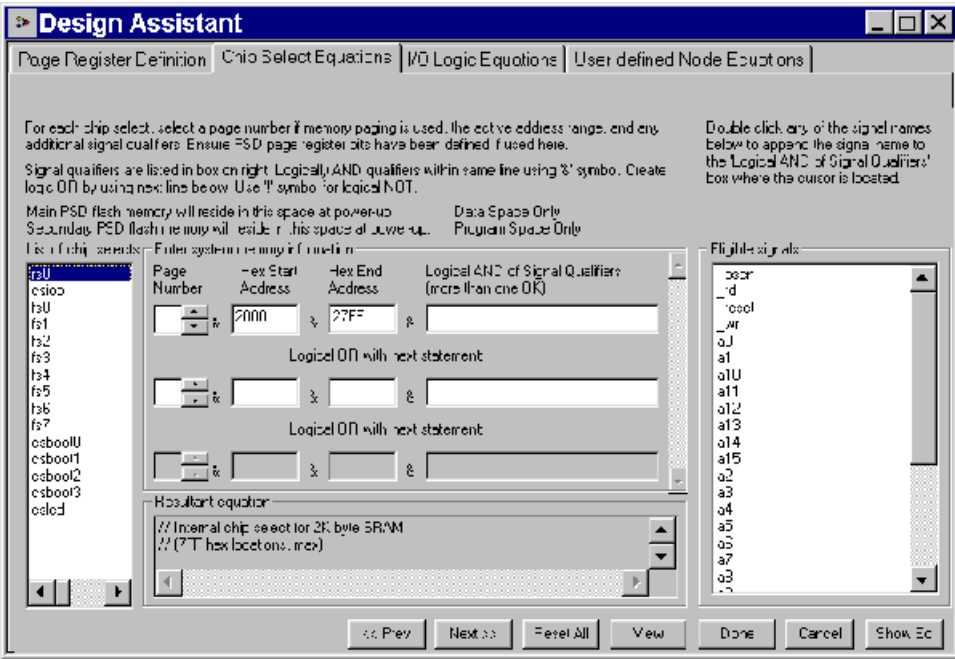 Design Assistant
Page Register Definition
Chip Select Equations
I/O Logic Equations
User defined Node Equations
For each chip select, select a page number if memory paging is used, the active address range, and any
additional signal qualifiers. Ensure PSD page register bits have been defined if used here.
Signal qualifiers are listed in box on right. Logically AND qualifiers within same line using '&' symbol. Create
logic OR by using next line below. Use '!' symbol for logical NOT.
Double click any of the signal names
below to append the signal name to
the 'Logical AND of Signal Qualifiers'
box where the cursor is located.
Main PSD flash memory will reside in this space at power-up Data Space Only
Secondary PSD flash memory will reside in this space at power-up. Program Space Only
List of chip selects
rs0
csiop
fs0
fs1
fs2
fs3
fs4
fs5
fs6
fs7
csboot0
csboot1
csboot2
csboot3
Enter system memory information
Page Number
Hex Start Address
Hex End Address
Logical AND of Signal Qualifiers
(more than one OK)
& 2000 & 27FF &
Logical OR with next statement
& & &
Logical OR with next statement
& & &
Resultant equation
// Internal chip select for 2K byte SRAM
// (7FF hex locations, max)
Eligible signals
_psen
_rd
_reset
_wr
a0
a1
a10
a11
a12
a13
a14
a15
a2
a3
a4
a5
a6
a7
a8
<< Prev
Next >>
Reset All
View
Done
Cancel
Show Eq